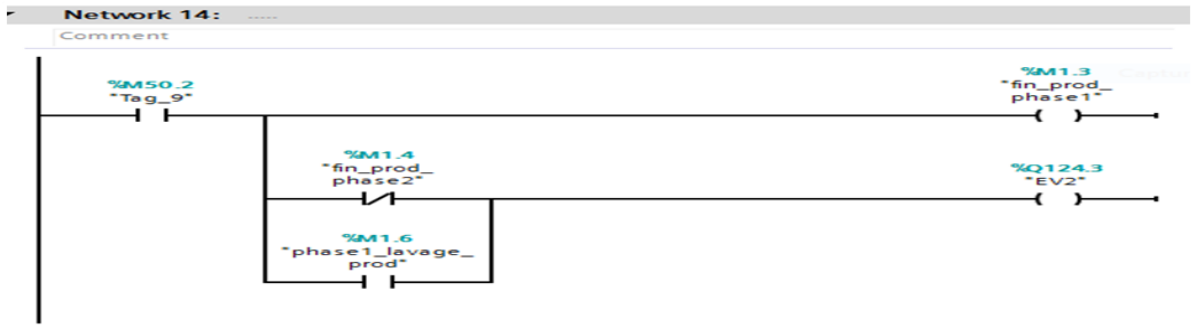 Network 14: .....
Comment
%M50.2
"Tag_9"
%M1.3
"fin_prod_
phase1"
%M1.4
"fin_prod_
phase2"
%Q124.3
"EV2"
%M1.6
"phase1_lavage_
prod"